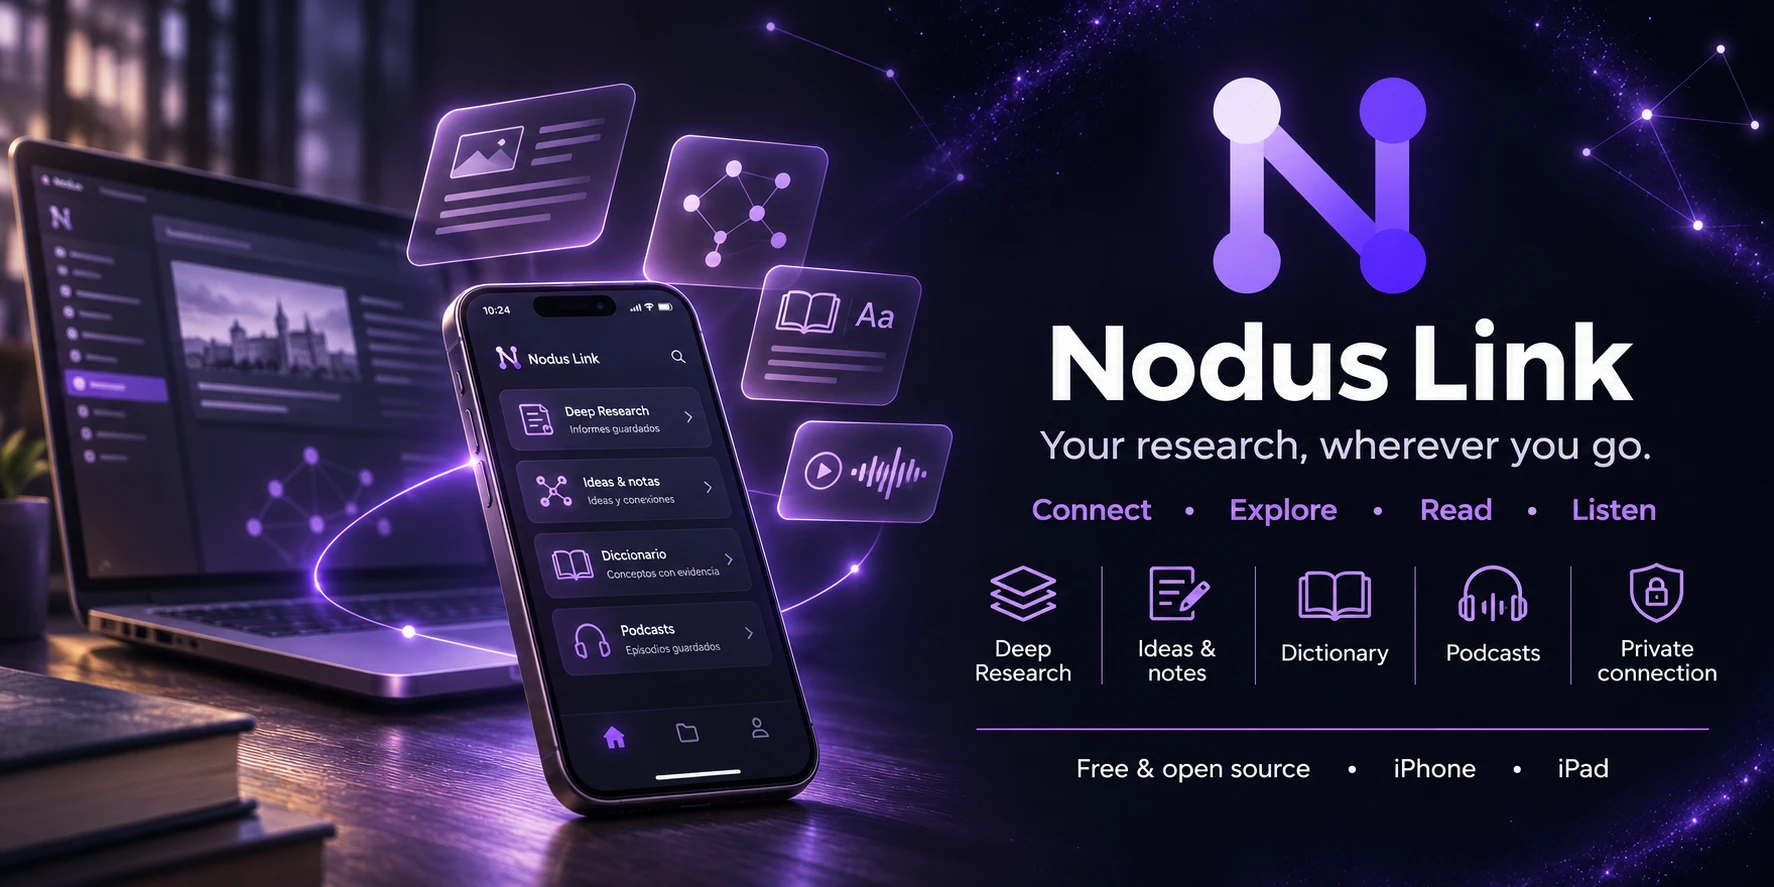 10:24
Nodus Link
Deep Research
Informes guardados
Ideas & notas
Ideas y conexiones
Diccionario
Conceptos con evidencia
Podcasts
Episodios guardados
Aa
N
Nodus Link
Your research, wherever you go.
Connect • Explore • Read • Listen
Deep
Research
Ideas &
notes
Dictionary
Podcasts
Private
connection
Free & open source • iPhone • iPad